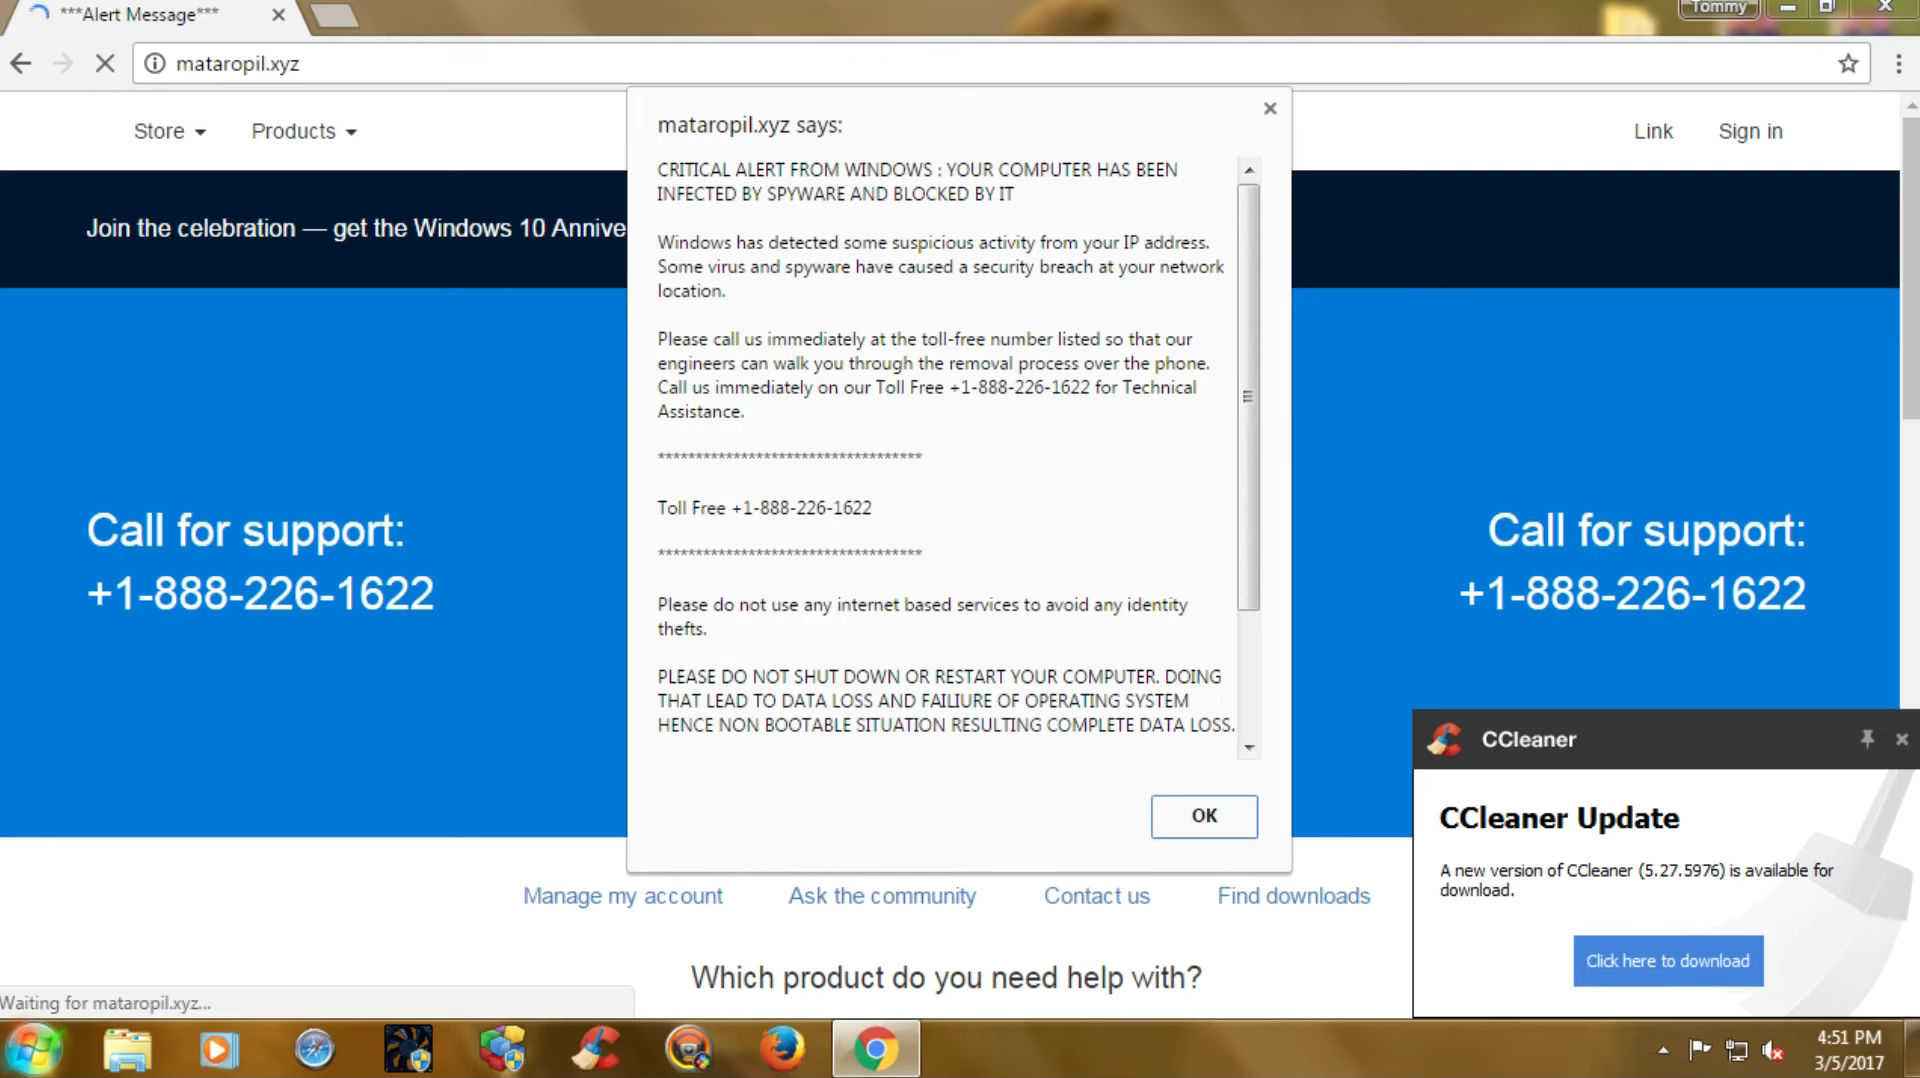 ***Alert Message***
Tommy
mataropil.xyz
Store
Products
Link
Sign in
Join the celebration — get the Windows 10 Annive
mataropil.xyz says:
CRITICAL ALERT FROM WINDOWS : YOUR COMPUTER HAS BEEN
INFECTED BY SPYWARE AND BLOCKED BY IT
Windows has detected some suspicious activity from your IP address.
Some virus and spyware have caused a security breach at your network
location.
Please call us immediately at the toll-free number listed so that our
engineers can walk you through the removal process over the phone.
Call us immediately on our Toll Free +1-888-226-1622 for Technical
Assistance.
***********************************
Toll Free +1-888-226-1622
***********************************
Please do not use any internet based services to avoid any identity
thefts.
PLEASE DO NOT SHUT DOWN OR RESTART YOUR COMPUTER. DOING
THAT LEAD TO DATA LOSS AND FAILIURE OF OPERATING SYSTEM
HENCE NON BOOTABLE SITUATION RESULTING COMPLETE DATA LOSS.
OK
Call for support:
+1-888-226-1622
Call for support:
+1-888-226-1622
CCleaner
CCleaner Update
A new version of CCleaner (5.27.5976) is available for
download.
Click here to download
Manage my account
Ask the community
Contact us
Find downloads
Which product do you need help with?
Waiting for mataropil.xyz...
4:51 PM
3/5/2017